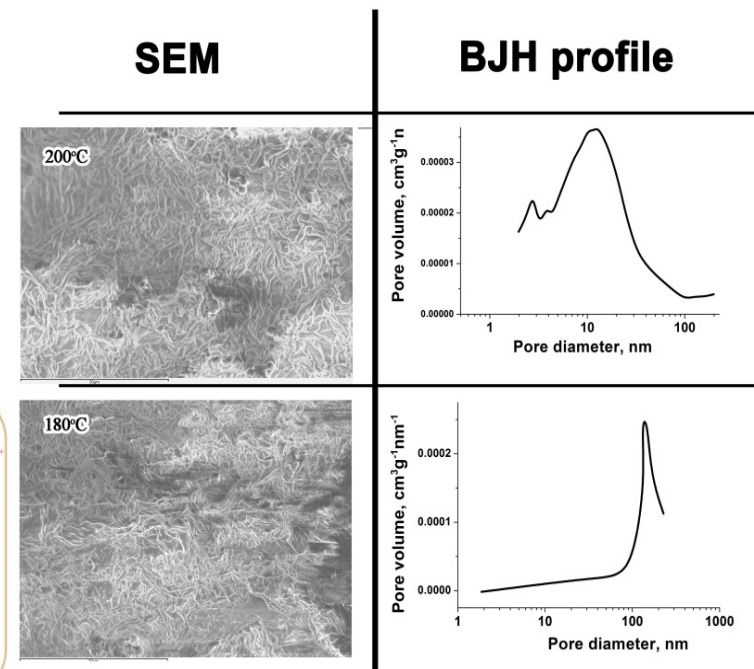 SEM
BJH profile
200°C
Pore volume, cm³g⁻¹n
0.00003
0.00002
0.00001
0.00000
1
10
100
Pore diameter, nm
180°C
Pore volume, cm³g⁻¹nm⁻¹
0.0002
0.0001
0.0000
1
10
100
1000
Pore diameter, nm